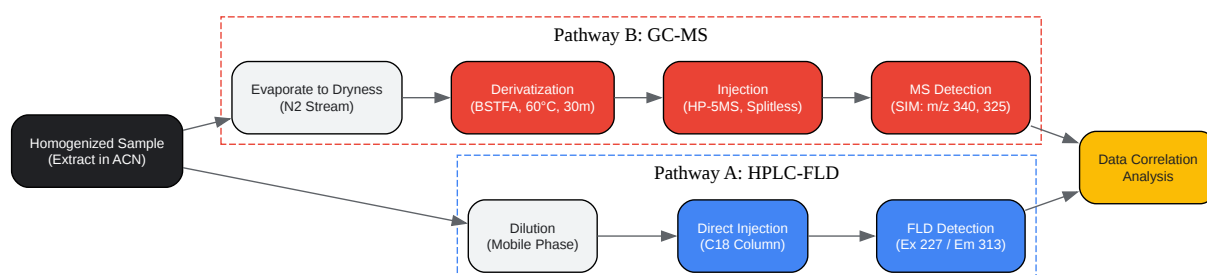 Pathway B: GC-MS
Evaporate to Dryness
(N2 Stream)
Derivatization
(BSTFA, 60°C, 30m)
Injection
(HP-5MS, Splitless)
MS Detection
(SIM: m/z 340, 325)
Homogenized Sample
(Extract in ACN)
Data Correlation
Analysis
Pathway A: HPLC-FLD
Dilution
(Mobile Phase)
Direct Injection
(C18 Column)
FLD Detection
(Ex 227 / Em 313)